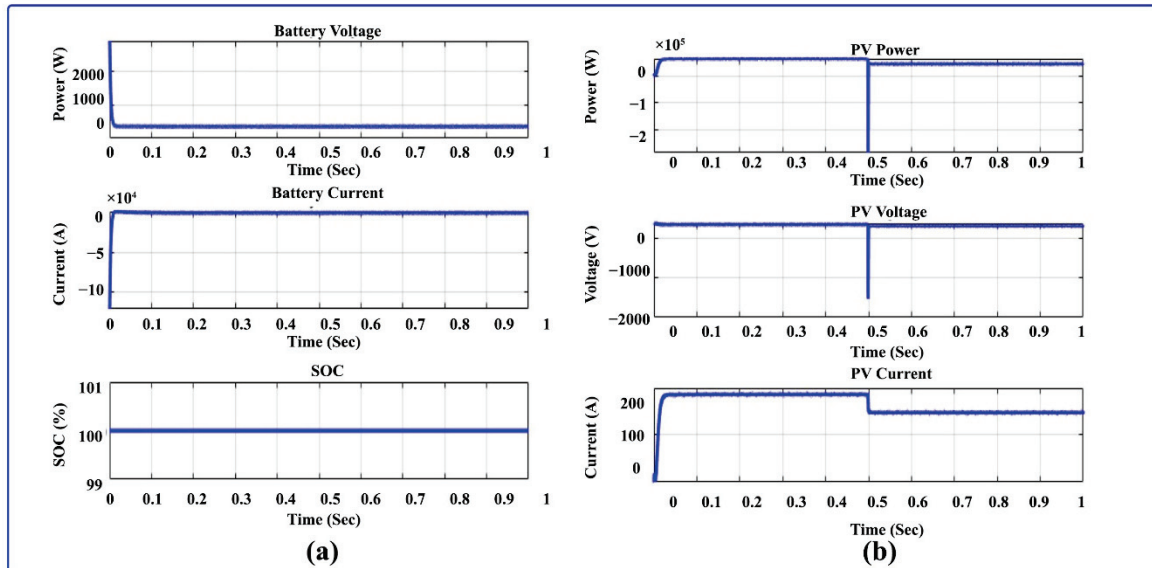 Battery Voltage
Power (W)
2000
1000
0
0 0.1 0.2 0.3 0.4 0.5 0.6 0.7 0.8 0.9 1
Time (Sec)
Battery Current
×10⁴
Current (A)
0
−5
−10
0 0.1 0.2 0.3 0.4 0.5 0.6 0.7 0.8 0.9 1
Time (Sec)
SOC
SOC (%)
101
100
99
0 0.1 0.2 0.3 0.4 0.5 0.6 0.7 0.8 0.9 1
Time (Sec)
(a)
PV Power
×10⁵
Power (W)
0
−1
−2
0 0.1 0.2 0.3 0.4 0.5 0.6 0.7 0.8 0.9 1
Time (Sec)
PV Voltage
Voltage (V)
0
−1000
−2000
0 0.1 0.2 0.3 0.4 0.5 0.6 0.7 0.8 0.9 1
Time (Sec)
PV Current
Current (A)
200
100
0
0 0.1 0.2 0.3 0.4 0.5 0.6 0.7 0.8 0.9 1
Time (Sec)
(b)